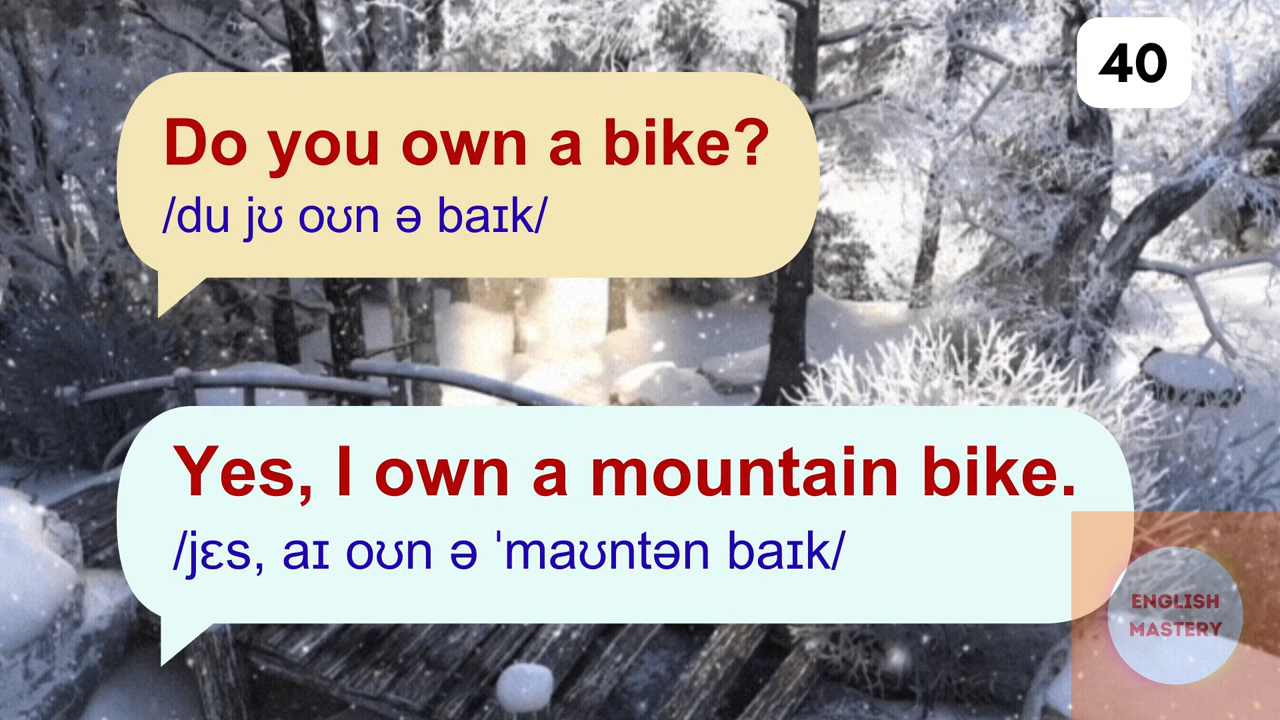 40
Do you own a bike?
/du jʊ oʊn ə baɪk/
Yes, I own a mountain bike.
/jɛs, aɪ oʊn ə ˈmaʊntən baɪk/
ENGLISH
MASTERY